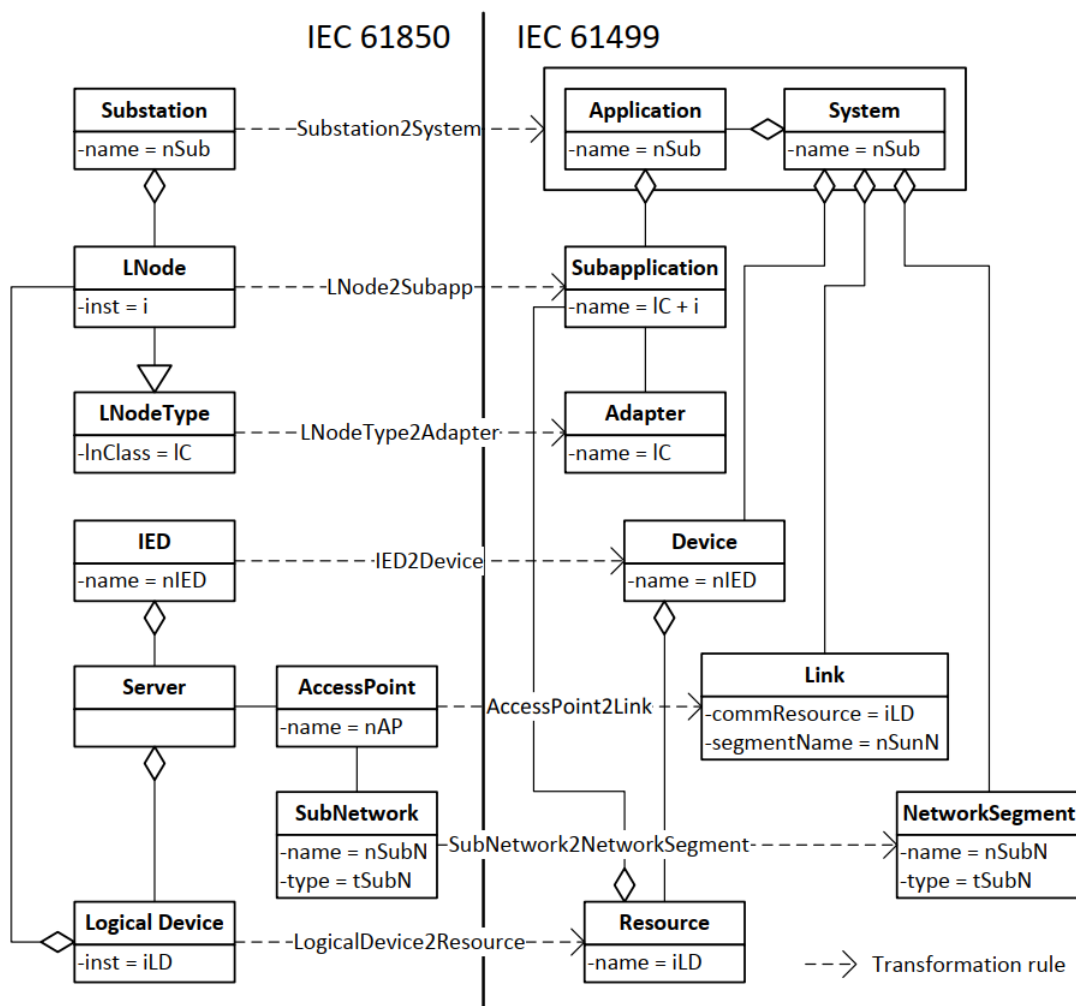 IEC 61850
IEC 61499
Substation
-name = nSub
Substation2System
Application
-name = nSub
System
-name = nSub
LNode
-inst = i
LNode2Subapp
Subapplication
-name = lC + i
LNodeType
-lnClass = lC
LNodeType2Adapter
Adapter
-name = lC
IED
-name = nIED
IED2Device
Device
-name = nIED
Server
AccessPoint
-name = nAP
AccessPoint2Link
Link
-commResource = iLD
-segmentName = nSunN
SubNetwork
-name = nSubN
-type = tSubN
SubNetwork2NetworkSegment
NetworkSegment
-name = nSubN
-type = tSubN
Logical Device
-inst = iLD
LogicalDevice2Resource
Resource
-name = iLD
Transformation rule